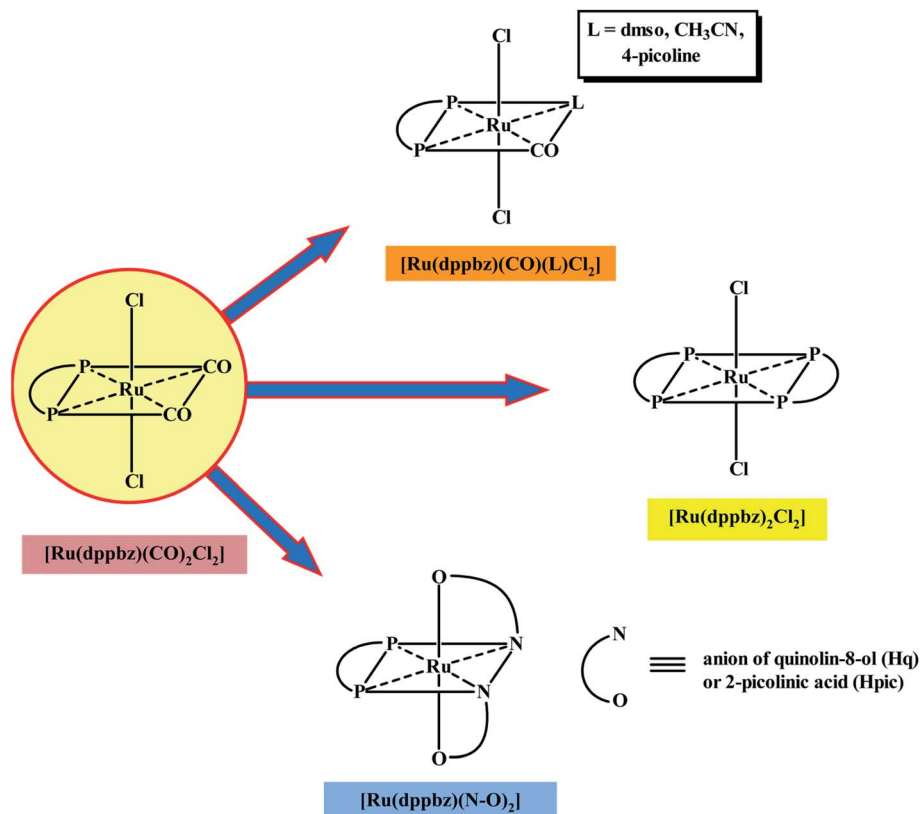 L = dmso, CH₃CN,
4-picoline
Cl
P
L
Ru
P
CO
Cl
[Ru(dppbz)(CO)(L)Cl₂]
Cl
P
CO
Ru
P
CO
Cl
[Ru(dppbz)(CO)₂Cl₂]
Cl
P
P
Ru
P
P
Cl
[Ru(dppbz)₂Cl₂]
O
P
N
Ru
P
N
O
[Ru(dppbz)(N-O)₂]
N
O
anion of quinolin-8-ol (Hq)
or 2-picolinic acid (Hpic)